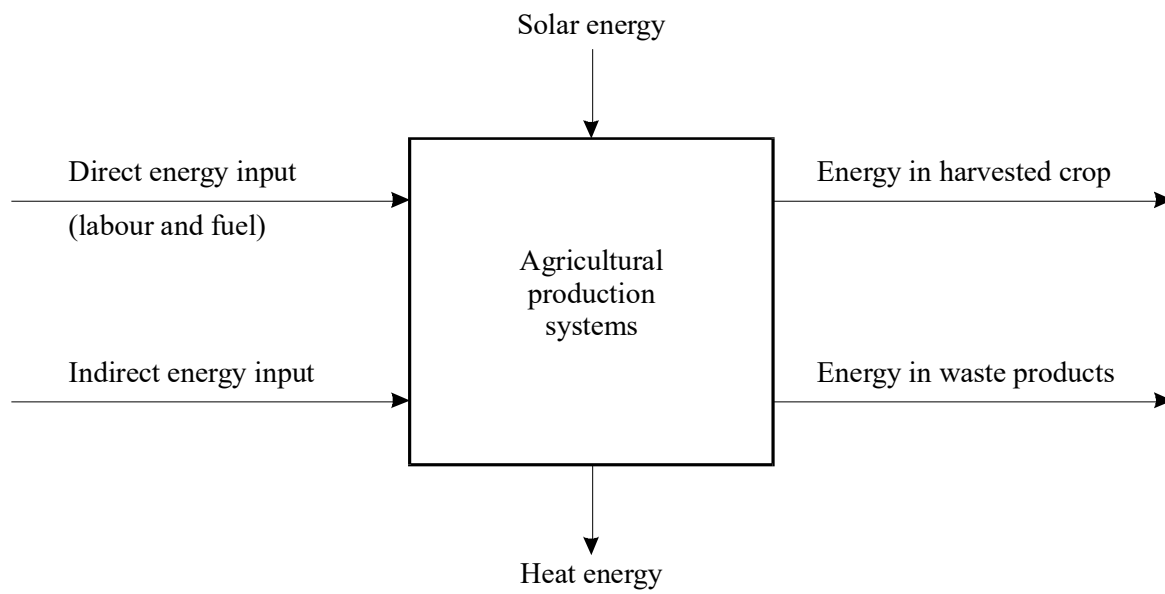 Solar energy
Direct energy input
(labour and fuel)
Energy in harvested crop
Agricultural
production
systems
Indirect energy input
Energy in waste products
Heat energy